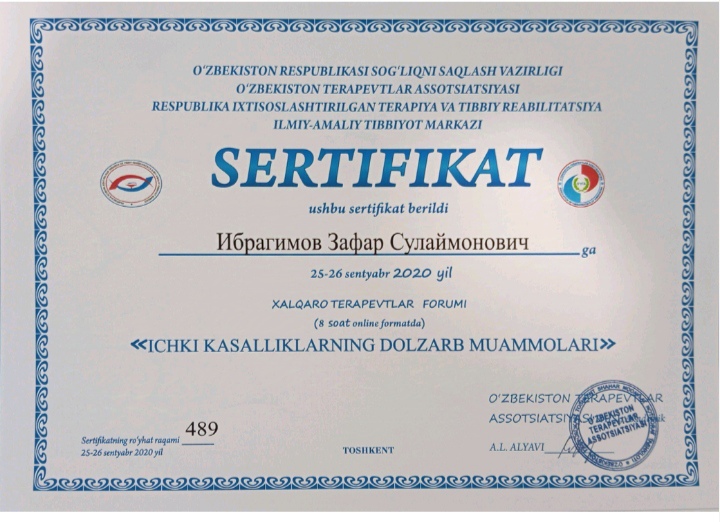 O'ZBEKISTON RESPUBLIKASI SOG'LIQNI SAQLASH VAZIRLIGI
O'ZBEKISTON TERAPEVTLAR ASSOTSIATSIYASI
RESPUBLIKA IXTISOSLASHTIRILGAN TERAPIYA VA TIBBIY REABILITATSIYA
ILMIY-AMALIY TIBBIYOT MARKAZI
SERTIFIKAT
ushbu sertifikat berildi
Ибрагимов Зафар Сулаймонович ga
25-26 sentyabr 2020 yil
XALQARO TERAPEVTLAR FORUMI
(8 soat online formatda)
«ICHKI KASALLIKLARNING DOLZARB MUAMMOLARI»
O'ZBEKISTON TERAPEVTLAR
ASSOTSIATSIYASI
A.L. ALYAVI
O'ZBEKISTON
TERAPEVTLAR
ASSOTSIATSIYASI
Sertifikatning ro'yhat raqami 489
25-26 sentyabr 2020 yil
TOSHKENT